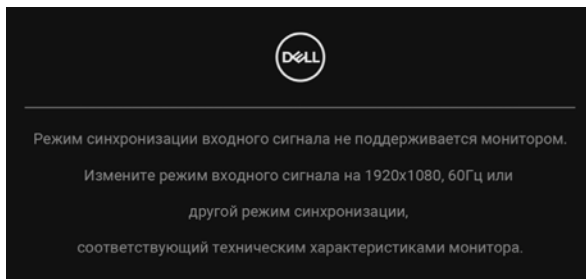 DELL
Режим синхронизации входного сигнала не поддерживается монитором.
Измените режим входного сигнала на 1920x1080, 60Гц или
другой режим синхронизации,
соответствующий техническим характеристиками монитора.